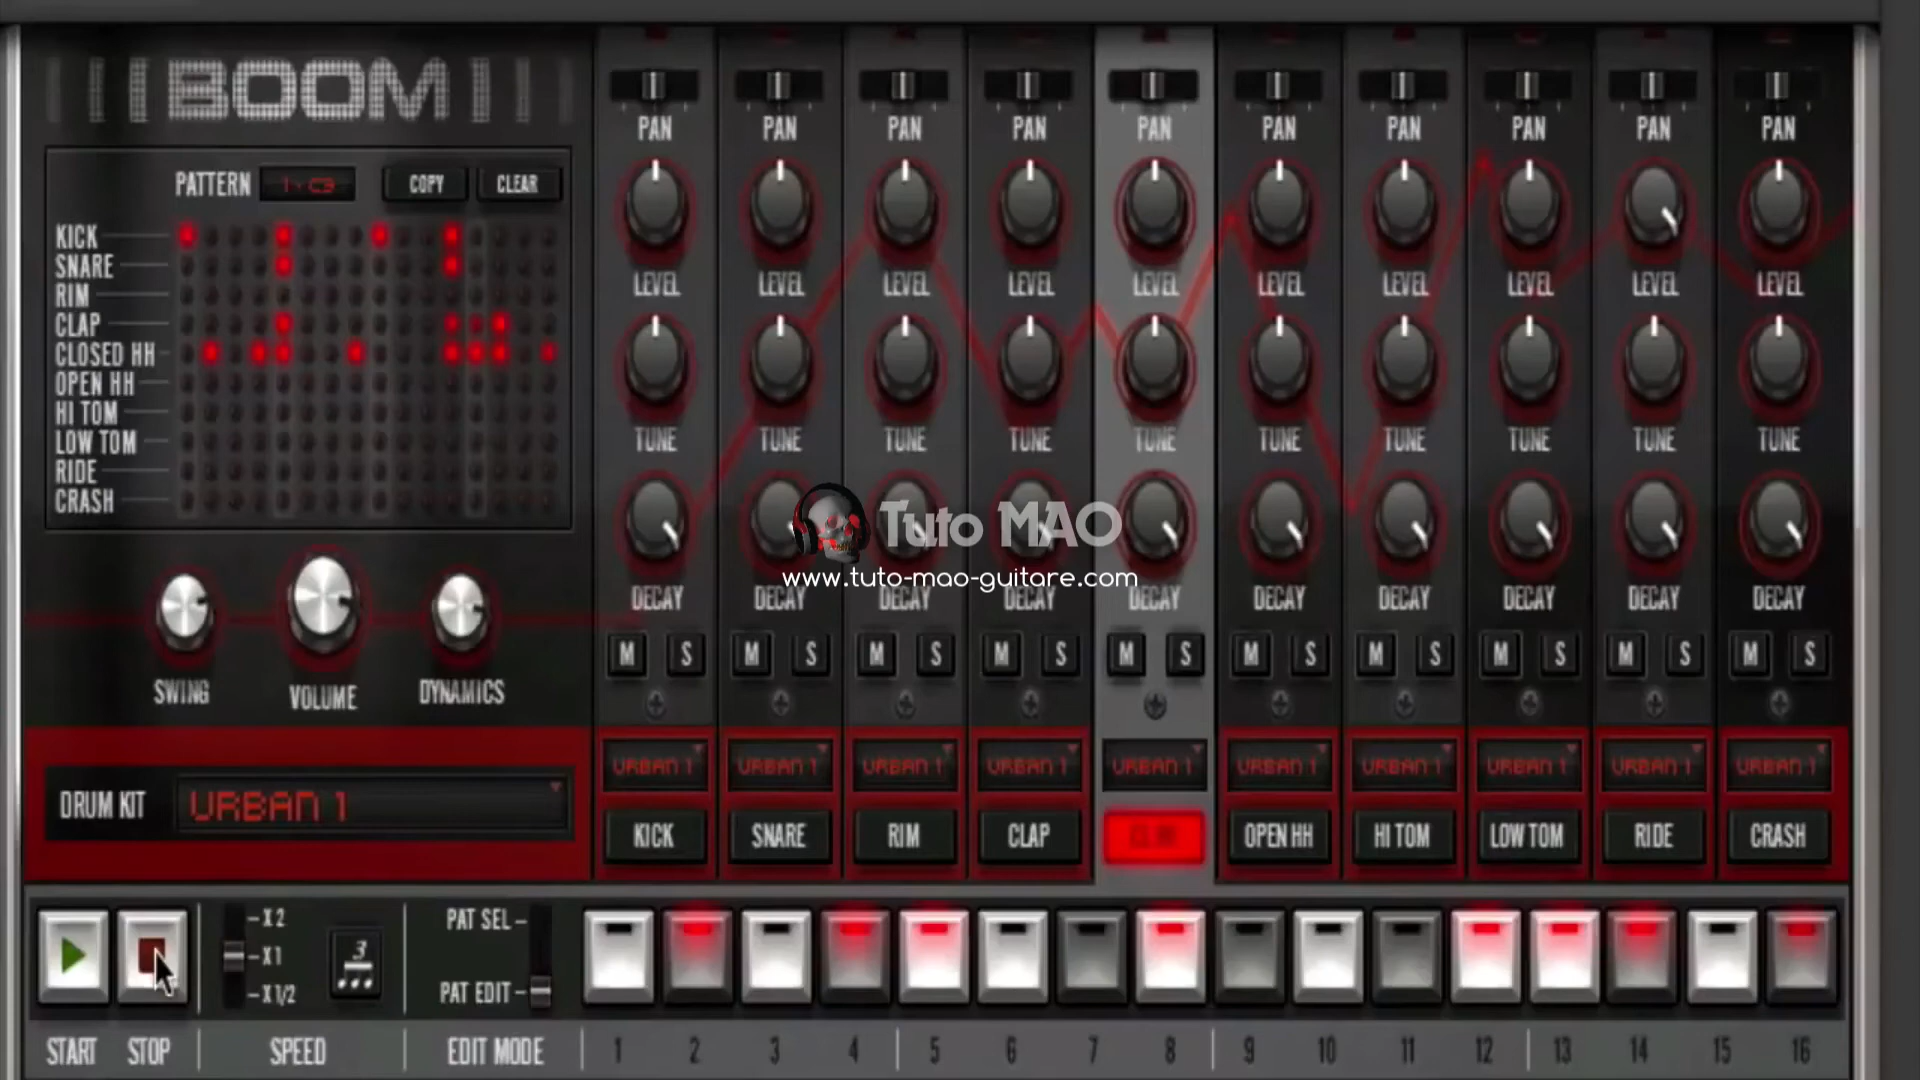 BOOM
PATTERN 1 · C3 COPY CLEAR
KICK
SNARE
RIM
CLAP
CLOSED HH
OPEN HH
HI TOM
LOW TOM
RIDE
CRASH
SWING VOLUME DYNAMICS
DRUM KIT URBAN 1
PAN PAN PAN PAN PAN PAN PAN PAN PAN PAN
LEVEL LEVEL LEVEL LEVEL LEVEL LEVEL LEVEL LEVEL LEVEL LEVEL
TUNE TUNE TUNE TUNE TUNE TUNE TUNE TUNE TUNE TUNE
Tuto MAO
www.tuto-mao-guitare.com
DECAY DECAY DECAY DECAY DECAY DECAY DECAY DECAY DECAY DECAY
M S M S M S M S M S M S M S M S M S M S
URBAN 1 URBAN 1 URBAN 1 URBAN 1 URBAN 1 URBAN 1 URBAN 1 URBAN 1 URBAN 1 URBAN 1
KICK SNARE RIM CLAP OPEN HH HI TOM LOW TOM RIDE CRASH
X 2
X1
X 1/2
3
PAT SEL
PAT EDIT
START STOP SPEED EDIT MODE 1 2 3 4 5 6 7 8 9 10 11 12 13 14 15 16